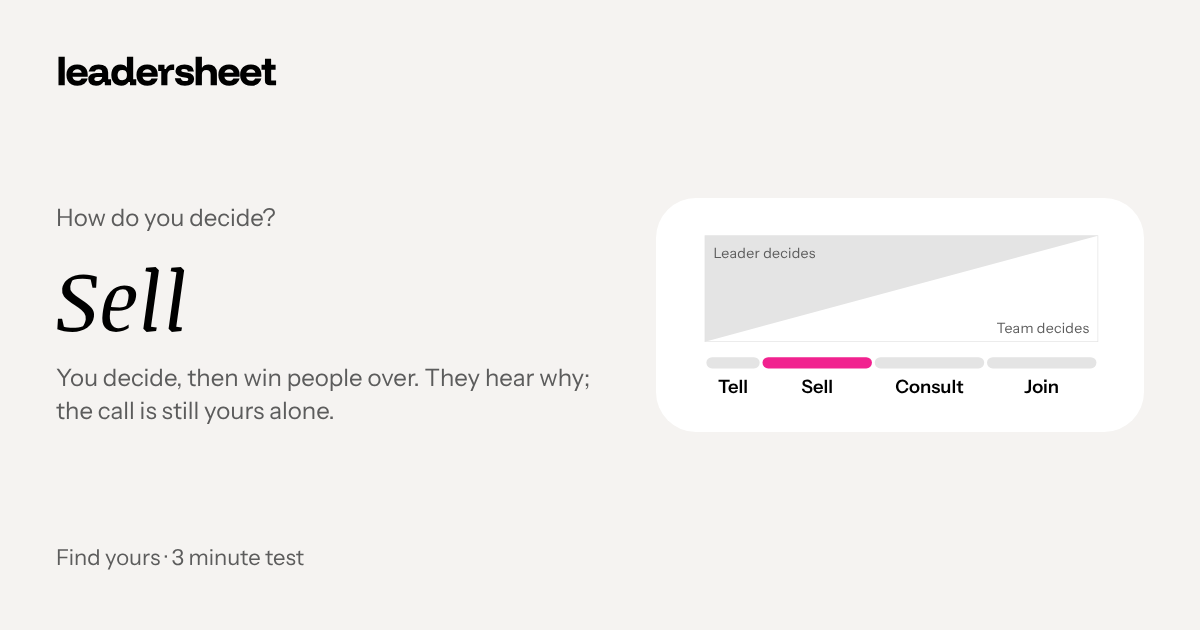 leadersheet
How do you decide?
Sell
You decide, then win people over. They hear why;
the call is still yours alone.
Leader decides
Team decides
Tell
Sell
Consult
Join
Find yours · 3 minute test